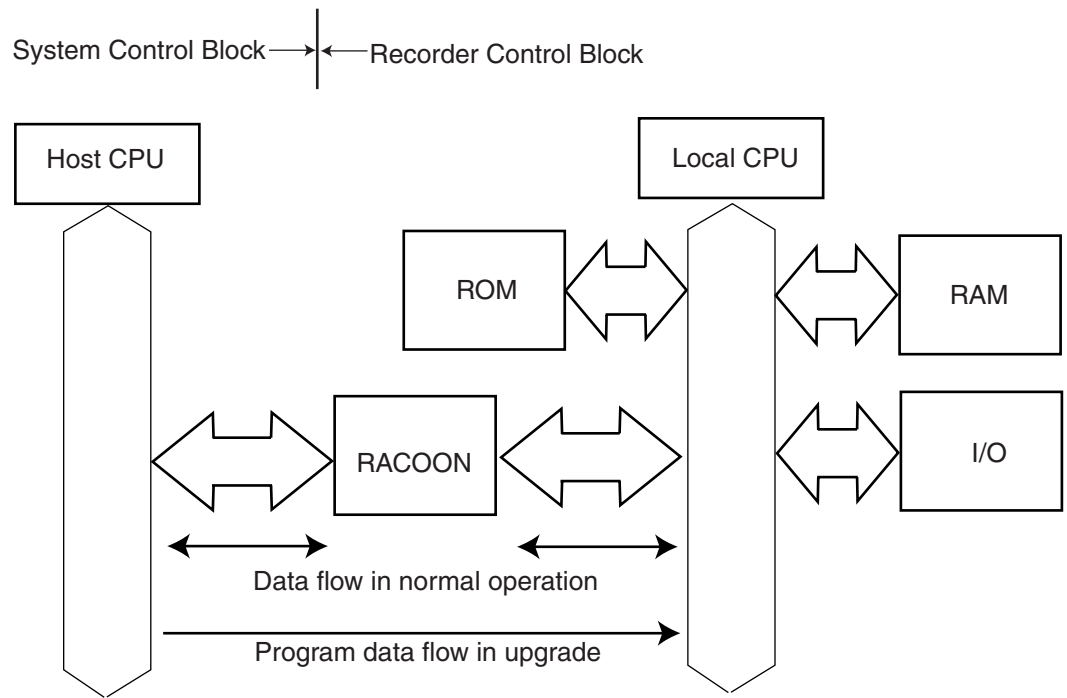 System Control Block
Recorder Control Block
Host CPU
Local CPU
ROM
RAM
RACOON
I/O
Data flow in normal operation
Program data flow in upgrade